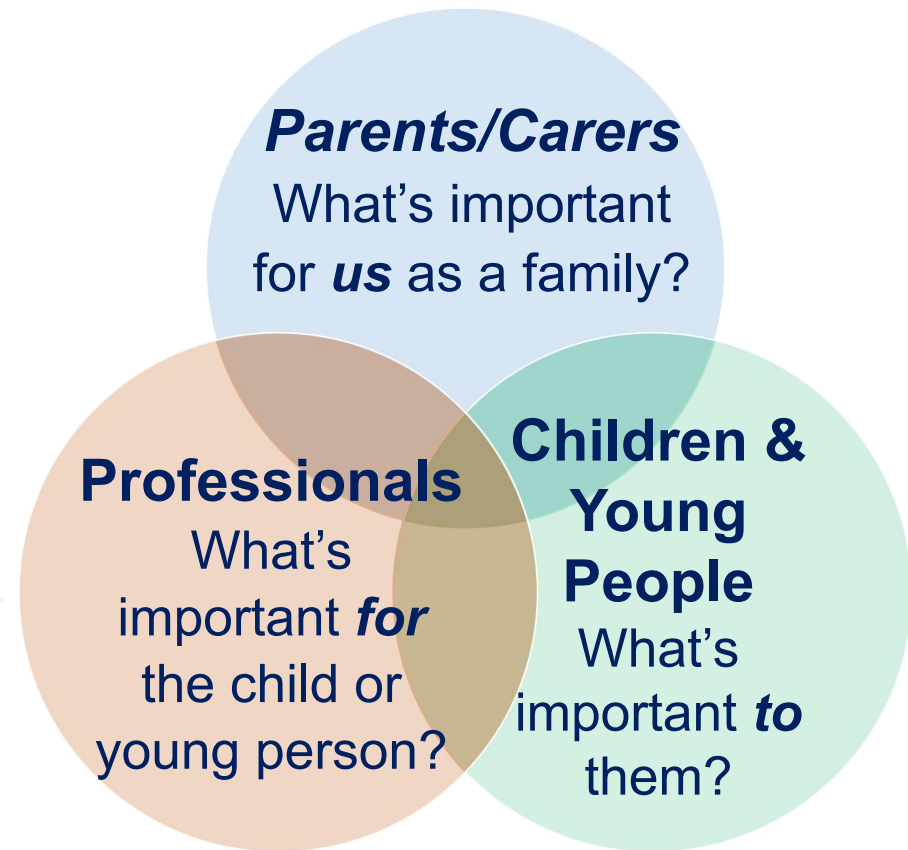 Parents/Carers
What’s important
for us as a family?
Professionals
What’s
important for
the child or
young person?
Children &
Young
People
What’s
important to
them?